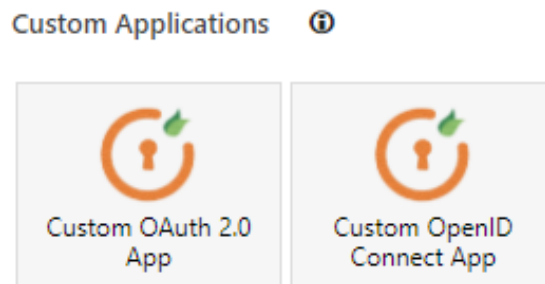 Custom Applications
Custom OAuth 2.0
App
Custom OpenID
Connect App